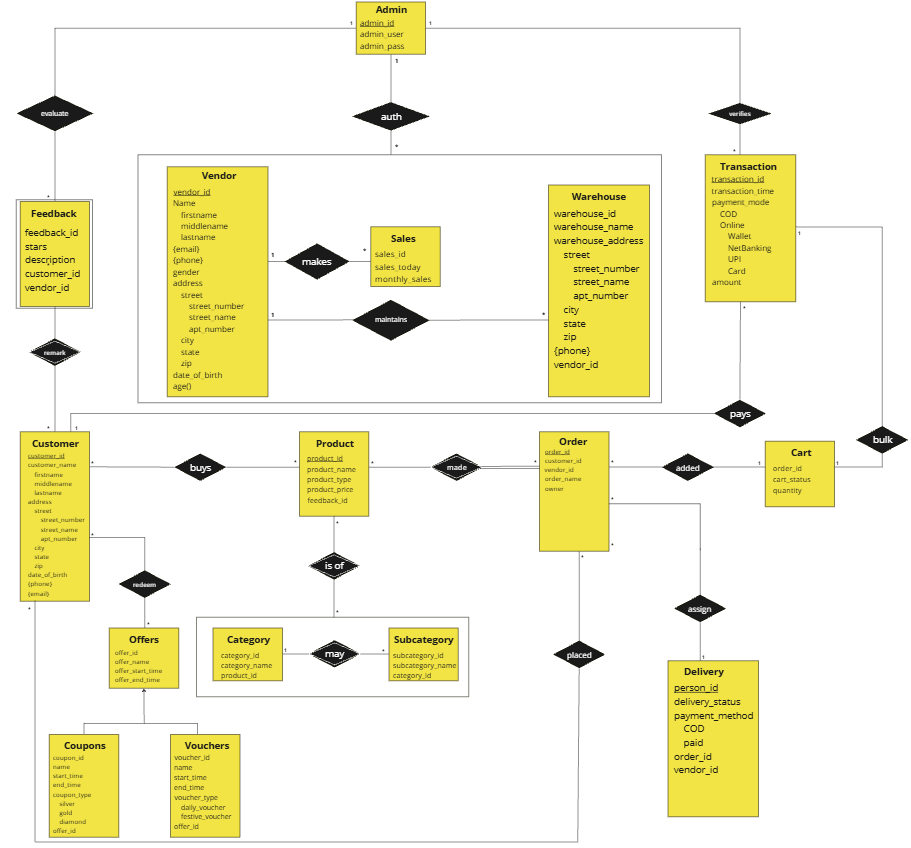 Admin
admin_id
admin_user
admin_pass
1
1
1
evaluate
auth
verifies
*
*
*
Feedback
feedback_id
stars
description
customer_id
vendor_id
Vendor
vendor_id
Name
firstname
middlename
lastname
{email}
{phone}
gender
address
street
street_number
street_name
apt_number
city
state
zip
date_of_birth
age()
1
makes
*
Sales
sales_id
sales_today
monthly_sales
1
maintains
*
Warehouse
warehouse_id
warehouse_name
warehouse_address
street
street_number
street_name
apt_number
city
state
zip
{phone}
vendor_id
Transaction
transaction_id
transaction_time
payment_mode
COD
Online
Wallet
NetBanking
UPI
Card
amount
1
*
remark
*
1
pays
bulk
Customer
customer_id
customer_name
firstname
middlename
lastname
address
street
street_number
street_name
apt_number
city
state
zip
date_of_birth
{phone}
{email}
*
buys
*
Product
product_id
product_name
product_type
product_price
feedback_id
*
made
*
Order
order_id
customer_id
vendor_id
order_name
owner
*
added
1
Cart
order_id
cart_status
quantity
1
*
*
*
*
*
*
redeem
is of
assign
*
*
1
Offers
offer_id
offer_name
offer_start_time
offer_end_time
Category
category_id
category_name
product_id
1
may
*
Subcategory
subcategory_id
subcategory_name
category_id
placed
Delivery
person_id
delivery_status
payment_method
COD
paid
order_id
vendor_id
Coupons
coupon_id
name
start_time
end_time
coupon_type
silver
gold
diamond
offer_id
Vouchers
voucher_id
name
start_time
end_time
voucher_type
daily_voucher
festive_voucher
offer_id